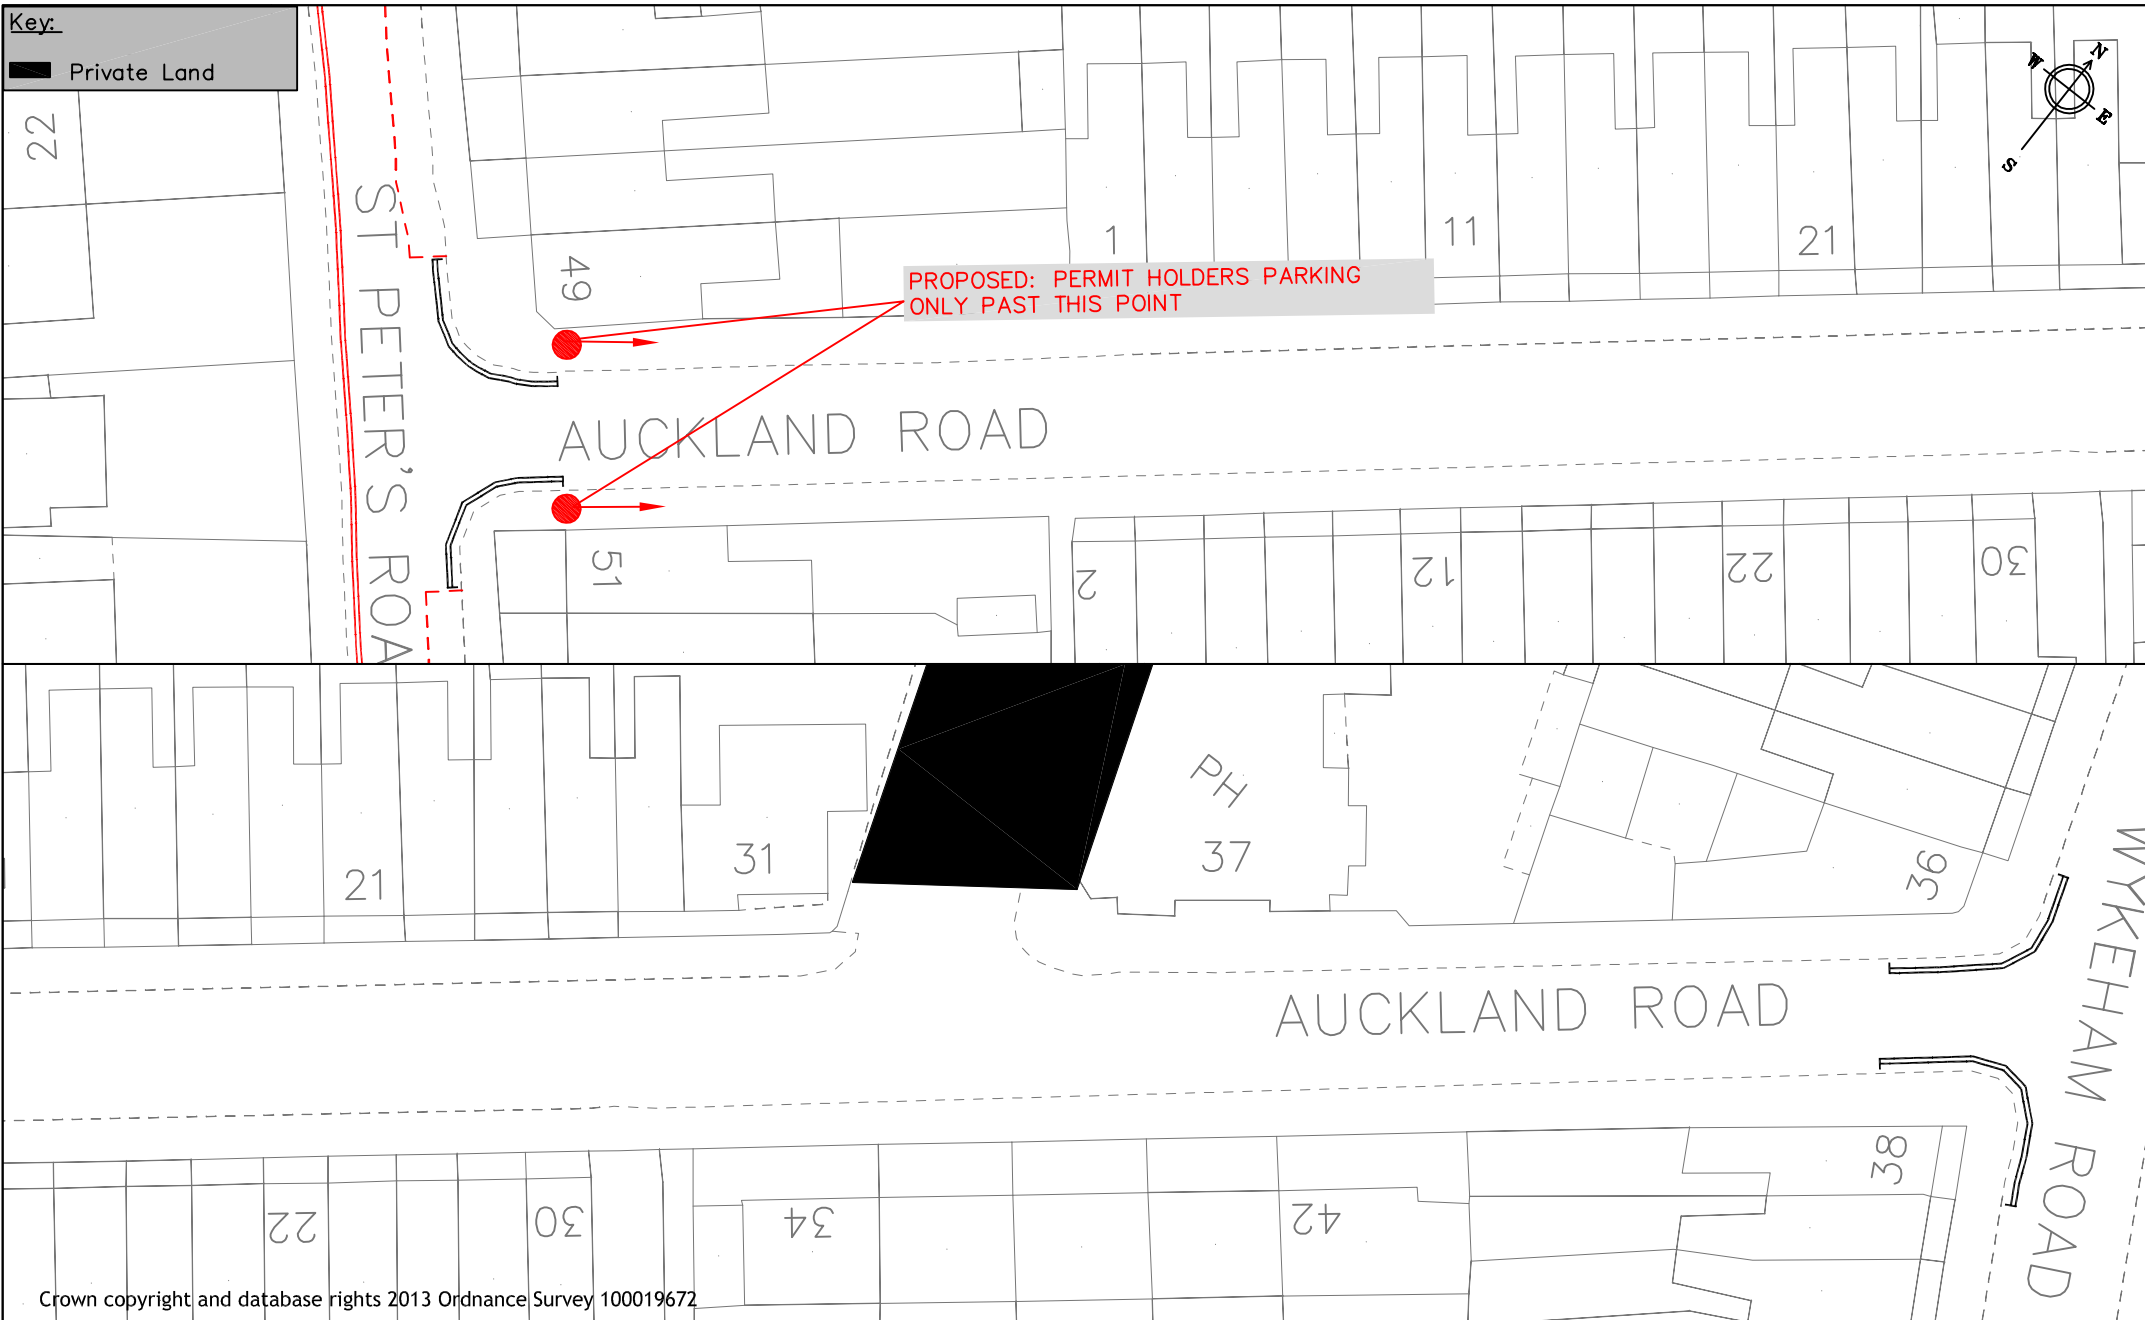 Key:
Private Land
22
ST PETER'S ROA
49
1
11
21
N
W
E
S
PROPOSED: PERMIT HOLDERS PARKING
ONLY PAST THIS POINT
AUCKLAND ROAD
51
2
12
22
30
21
31
PH
37
36
WYKEHAM ROAD
AUCKLAND ROAD
22
30
34
42
38
Crown copyright and database rights 2013 Ordnance Survey 100019672